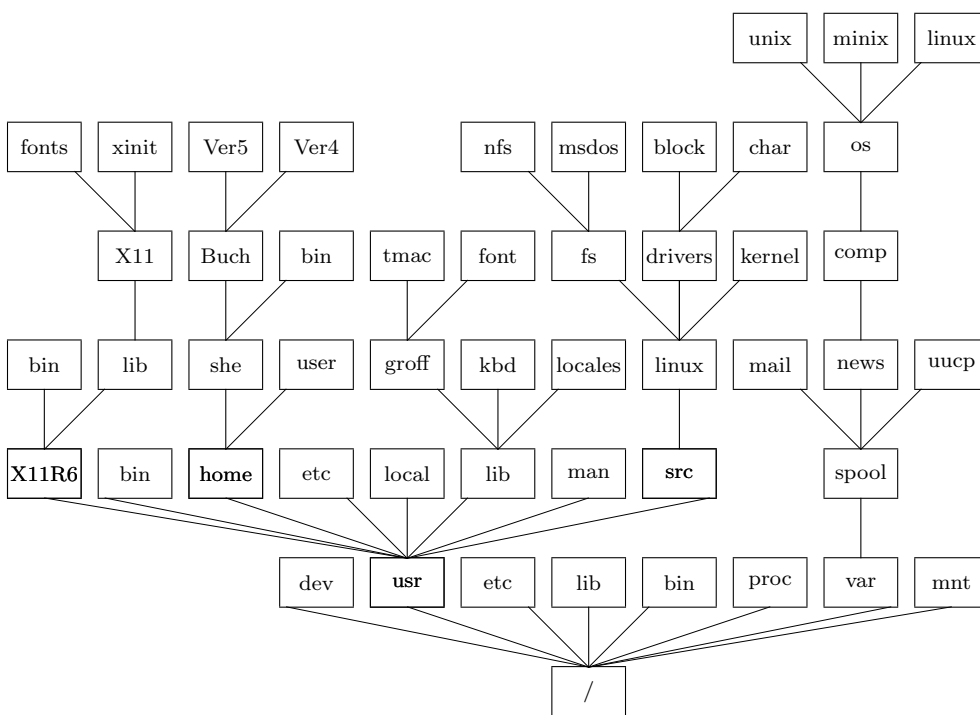 unix minix linux
fonts xinit Ver5 Ver4 nfs msdos block char os
X11 Buch bin tmac font fs drivers kernel comp
bin lib she user groff kbd locales linux mail news uucp
X11R6 bin home etc local lib man src spool
dev usr etc lib bin proc var mnt
/